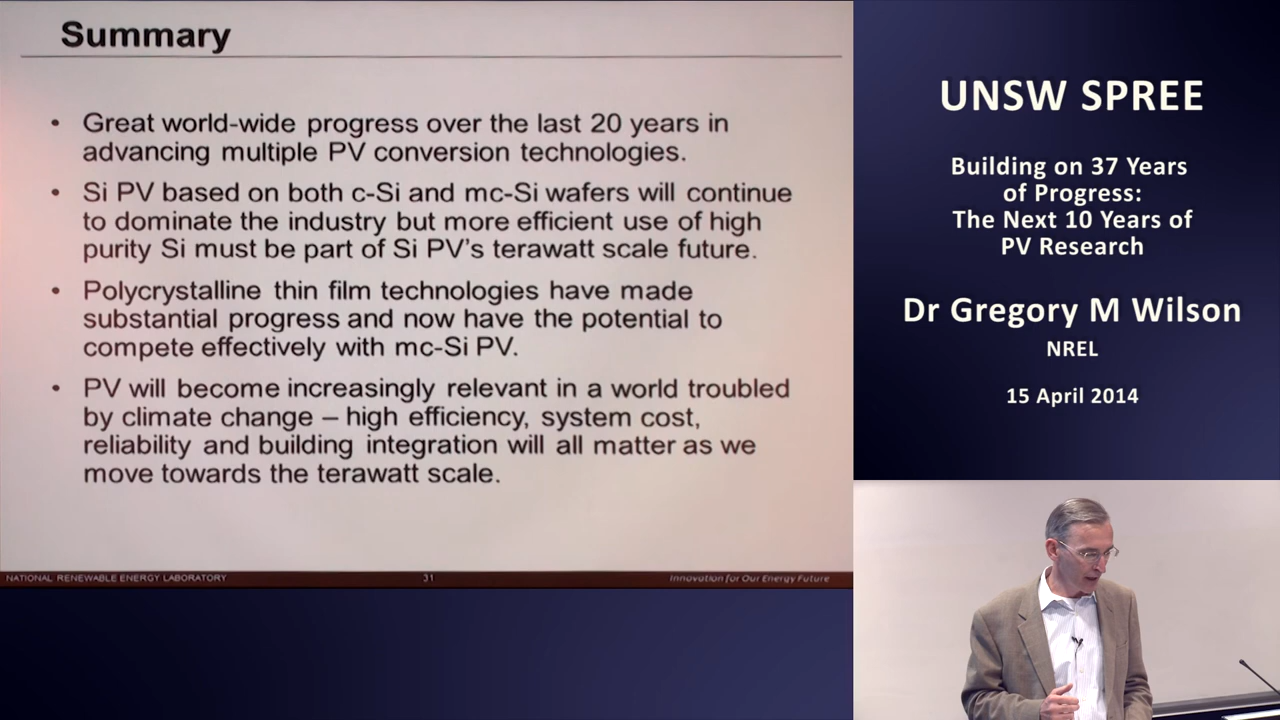 Summary
• Great world-wide progress over the last 20 years in
advancing multiple PV conversion technologies.
• Si PV based on both c-Si and mc-Si wafers will continue
to dominate the industry but more efficient use of high
purity Si must be part of Si PV's terawatt scale future.
• Polycrystalline thin film technologies have made
substantial progress and now have the potential to
compete effectively with mc-Si PV.
• PV will become increasingly relevant in a world troubled
by climate change – high efficiency, system cost,
reliability and building integration will all matter as we
move towards the terawatt scale.
NATIONAL RENEWABLE ENERGY LABORATORY 31 Innovation for Our Energy Future
UNSW SPREE
Building on 37 Years
of Progress:
The Next 10 Years of
PV Research
Dr Gregory M Wilson
NREL
15 April 2014